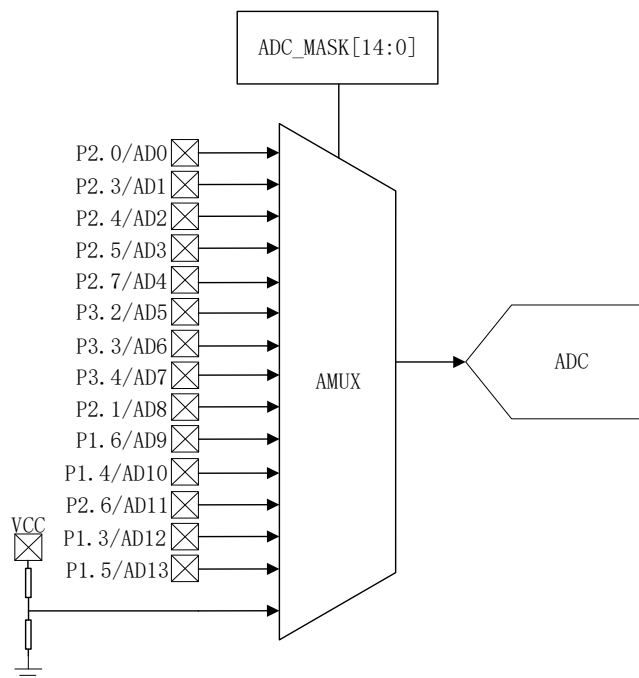 ADC_MASK[14:0]
P2.0/AD0
P2.3/AD1
P2.4/AD2
P2.5/AD3
P2.7/AD4
P3.2/AD5
P3.3/AD6
P3.4/AD7
P2.1/AD8
P1.6/AD9
P1.4/AD10
P2.6/AD11
P1.3/AD12
P1.5/AD13
VCC
AMUX
ADC